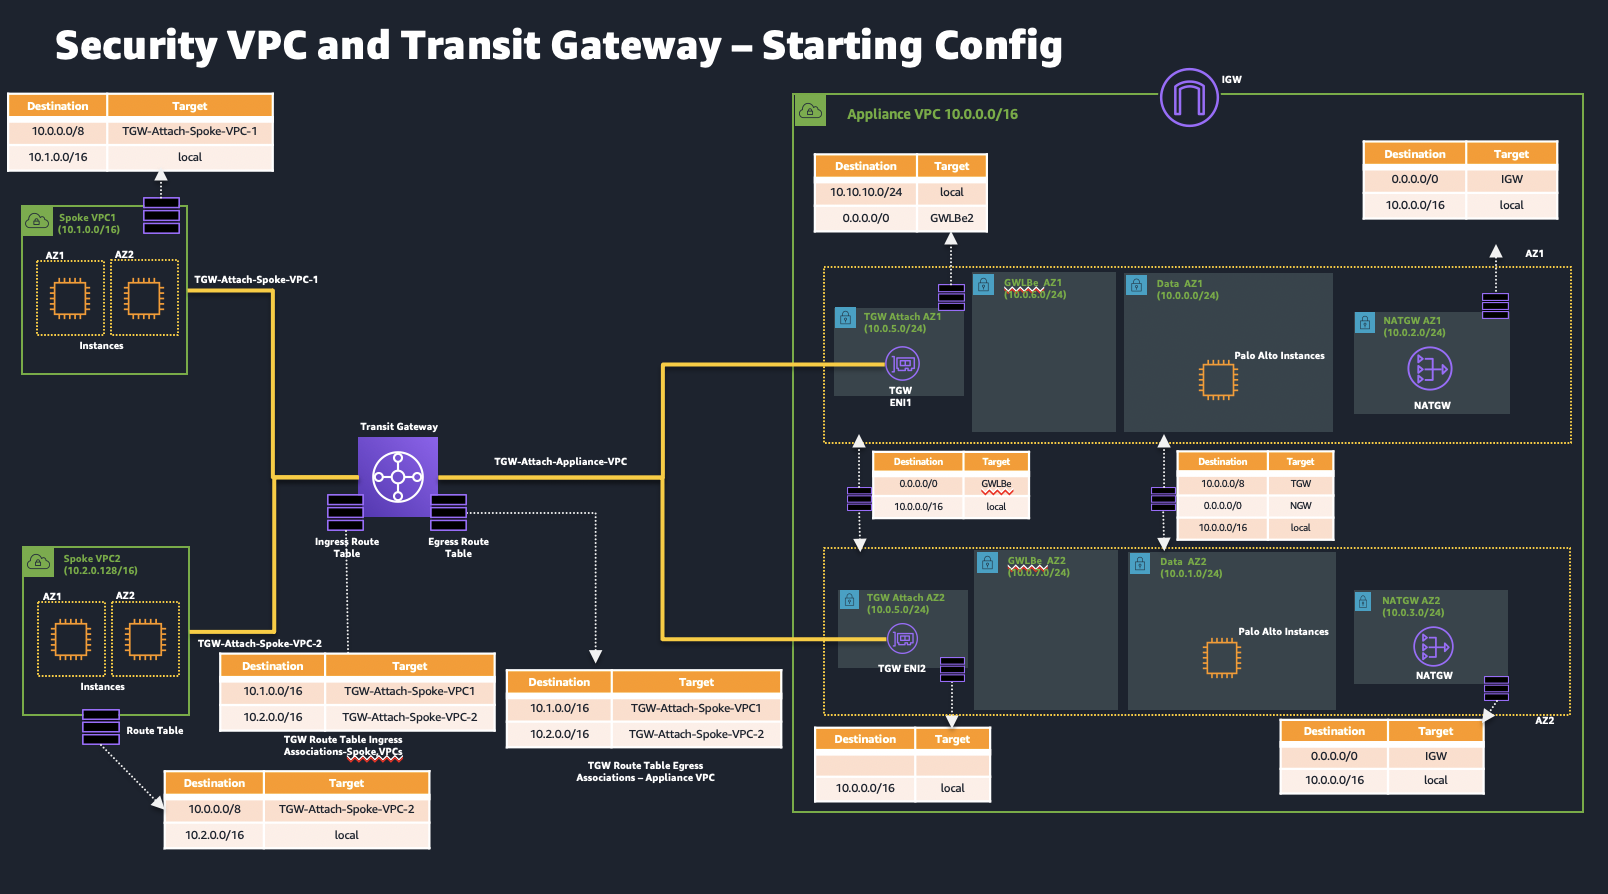 Security VPC and Transit Gateway – Starting Config
IGW
Destination Target
10.0.0.0/8 TGW-Attach-Spoke-VPC-1
10.1.0.0/16 local
Spoke VPC1
(10.1.0.0/16)
AZ1 AZ2
Instances
TGW-Attach-Spoke-VPC-1
Transit Gateway
TGW-Attach-Appliance-VPC
Ingress Route
Table
Egress Route
Table
Spoke VPC2
(10.2.0.128/16)
AZ1 AZ2
Instances
TGW-Attach-Spoke-VPC-2
Route Table
Destination Target
10.1.0.0/16 TGW-Attach-Spoke-VPC1
10.2.0.0/16 TGW-Attach-Spoke-VPC-2
TGW Route Table Ingress
Associations-Spoke VPCs
Destination Target
10.1.0.0/16 TGW-Attach-Spoke-VPC1
10.2.0.0/16 TGW-Attach-Spoke-VPC-2
TGW Route Table Egress
Associations – Appliance VPC
Destination Target
10.0.0.0/8 TGW-Attach-Spoke-VPC-2
10.2.0.0/16 local
Appliance VPC 10.0.0.0/16
Destination Target
10.10.10.0/24 local
0.0.0.0/0 GWLBe2
Destination Target
0.0.0.0/0 IGW
10.0.0.0/16 local
AZ1
TGW Attach AZ1
(10.0.5.0/24)
TGW
ENI1
GWLBe AZ1
(10.0.6.0/24)
Data AZ1
(10.0.0.0/24)
Palo Alto Instances
NATGW AZ1
(10.0.2.0/24)
NATGW
Destination Target
0.0.0.0/0 GWLBe
10.0.0.0/16 local
Destination Target
10.0.0.0/8 TGW
0.0.0.0/0 NGW
10.0.0.0/16 local
TGW Attach AZ2
(10.0.5.0/24)
TGW ENI2
GWLBe AZ2
(10.0.7.0/24)
Data AZ2
(10.0.1.0/24)
Palo Alto Instances
NATGW AZ2
(10.0.3.0/24)
NATGW
AZ2
Destination Target
10.0.0.0/16 local
Destination Target
0.0.0.0/0 IGW
10.0.0.0/16 local